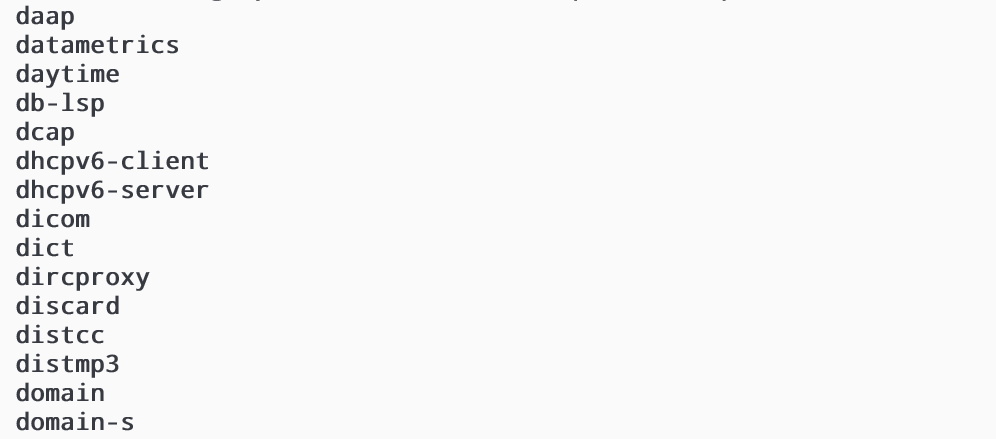 daap
datametrics
daytime
db-lsp
dcap
dhcpv6-client
dhcpv6-server
dicom
dict
dircproxy
discard
distcc
distmp3
domain
domain-s